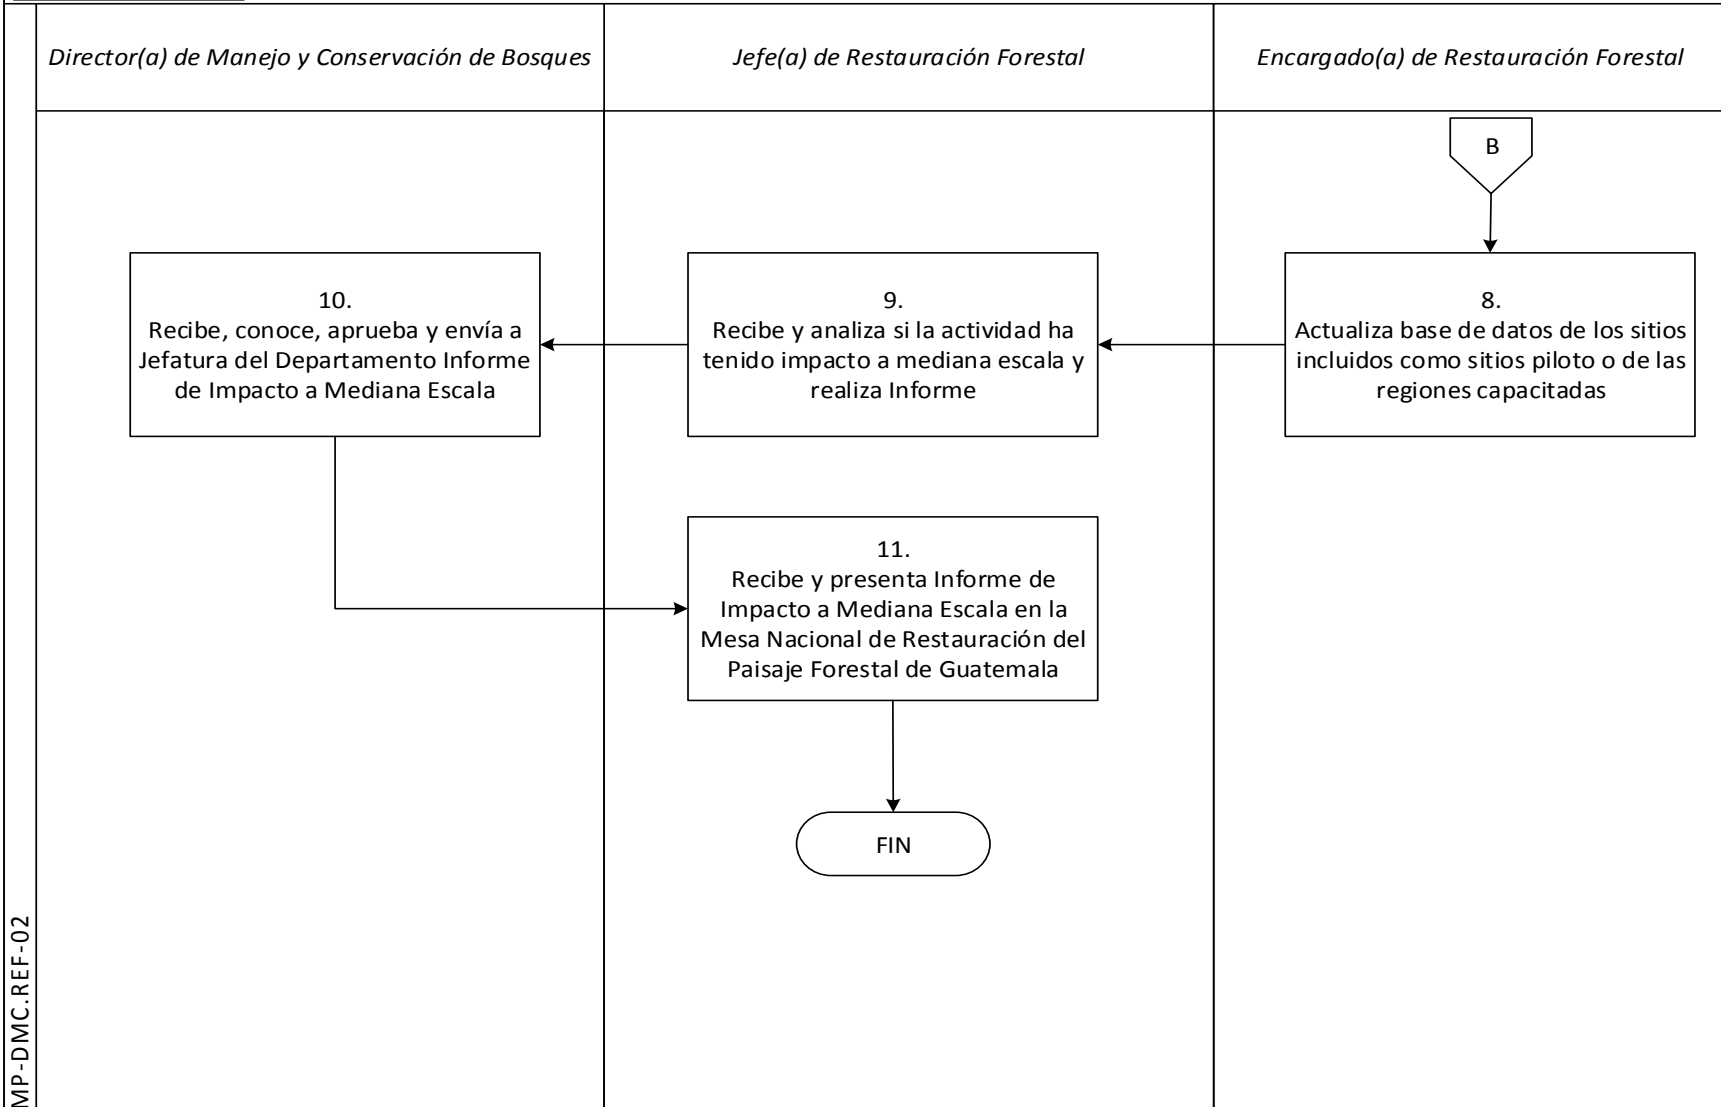 Director(a) de Manejo y Conservación de Bosques
Jefe(a) de Restauración Forestal
Encargado(a) de Restauración Forestal
B
8.
Actualiza base de datos de los sitios
incluidos como sitios piloto o de las
regiones capacitadas
9.
Recibe y analiza si la actividad ha
tenido impacto a mediana escala y
realiza Informe
10.
Recibe, conoce, aprueba y envía a
Jefatura del Departamento Informe
de Impacto a Mediana Escala
11.
Recibe y presenta Informe de
Impacto a Mediana Escala en la
Mesa Nacional de Restauración del
Paisaje Forestal de Guatemala
FIN
MP-DMC.REF-02